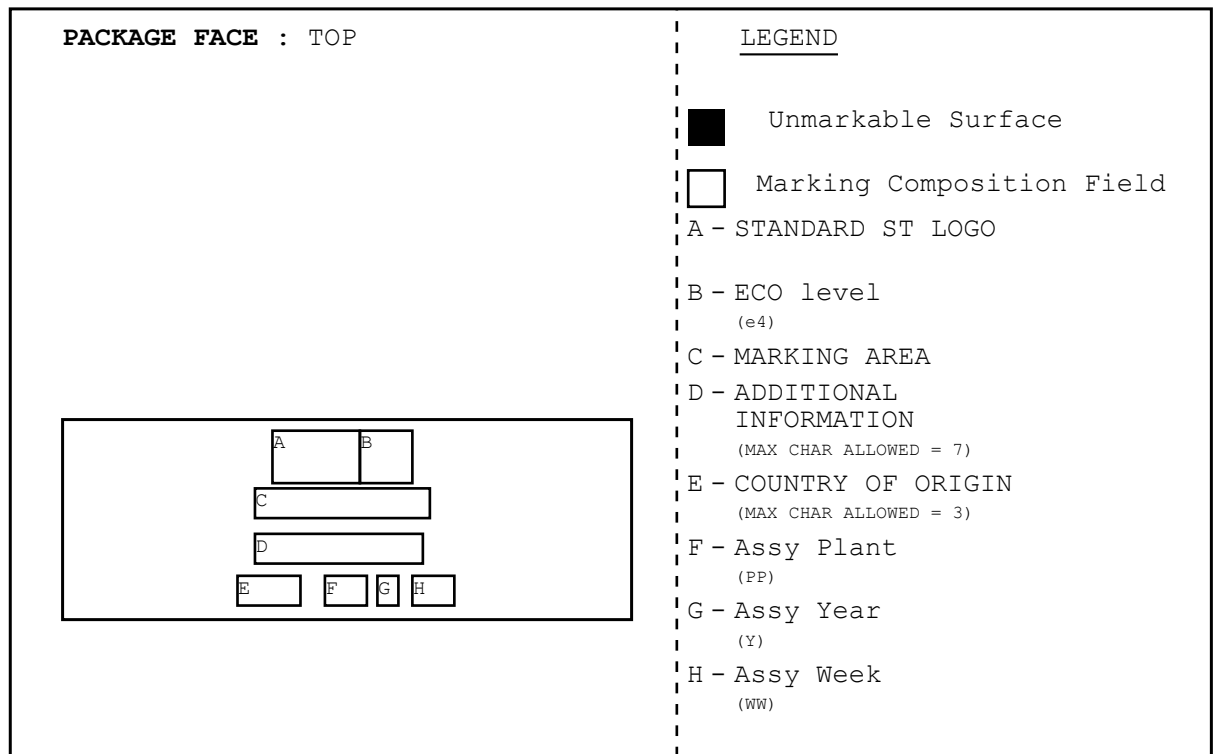 PACKAGE FACE : TOP
A
B
C
D
E
F
G
H
LEGEND
Unmarkable Surface
Marking Composition Field
A - STANDARD ST LOGO
B - ECO level
(e4)
C - MARKING AREA
D - ADDITIONAL
INFORMATION
(MAX CHAR ALLOWED = 7)
E - COUNTRY OF ORIGIN
(MAX CHAR ALLOWED = 3)
F - Assy Plant
(PP)
G - Assy Year
(Y)
H - Assy Week
(WW)